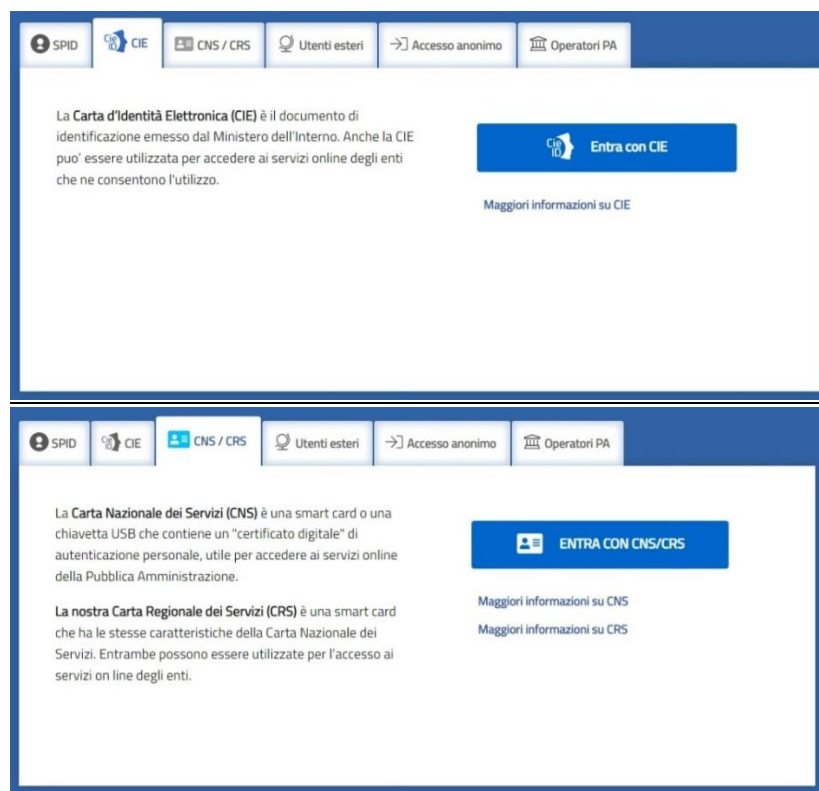 SPID CIE ID CIE CNS / CRS Utenti esteri Accesso anonimo Operatori PA
La Carta d'Identità Elettronica (CIE) è il documento di
identificazione emesso dal Ministero dell'Interno. Anche la CIE
puo' essere utilizzata per accedere ai servizi online degli enti
che ne consentono l'utilizzo.
Cie ID Entra con CIE
Maggiori informazioni su CIE
SPID Cie ID CIE CNS / CRS Utenti esteri Accesso anonimo Operatori PA
La Carta Nazionale dei Servizi (CNS) è una smart card o una
chiavetta USB che contiene un "certificato digitale" di
autenticazione personale, utile per accedere ai servizi online
della Pubblica Amministrazione.
La nostra Carta Regionale dei Servizi (CRS) è una smart card
che ha le stesse caratteristiche della Carta Nazionale dei
Servizi. Entrambe possono essere utilizzate per l'accesso ai
servizi on line degli enti.
ENTRA CON CNS/CRS
Maggiori informazioni su CNS
Maggiori informazioni su CRS